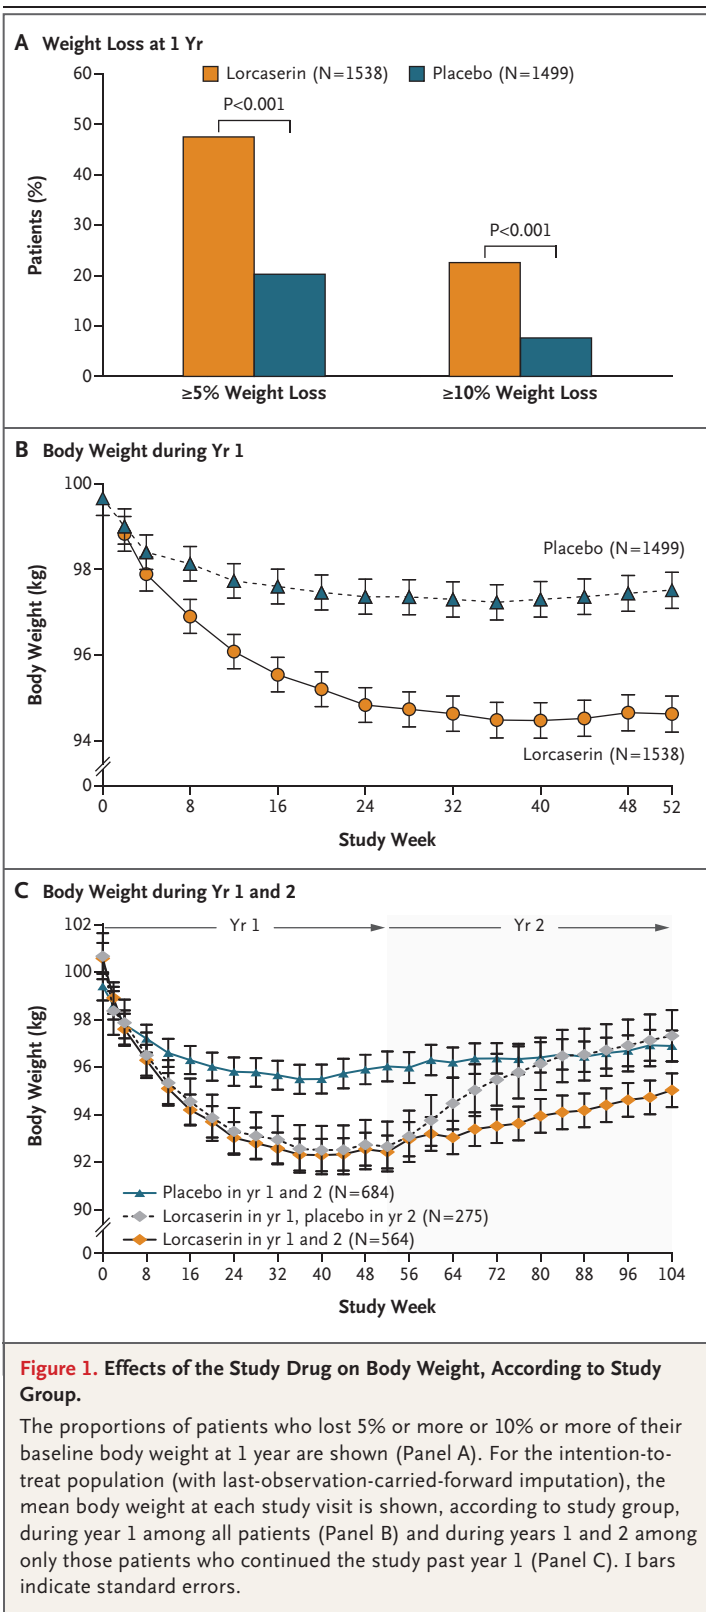 A Weight Loss at 1 Yr
60
50
40
30
20
10
0
Patients (%)
Lorcaserin (N=1538)
Placebo (N=1499)
P<0.001
P<0.001
≥5% Weight Loss
≥10% Weight Loss
B Body Weight during Yr 1
100
98
96
94
0
Body Weight (kg)
Placebo (N=1499)
Lorcaserin (N=1538)
0 8 16 24 32 40 48 52
Study Week
C Body Weight during Yr 1 and 2
102
100
98
96
94
92
90
0
Body Weight (kg)
Yr 1
Yr 2
Placebo in yr 1 and 2 (N=684)
Lorcaserin in yr 1, placebo in yr 2 (N=275)
Lorcaserin in yr 1 and 2 (N=564)
0 8 16 24 32 40 48 56 64 72 80 88 96 104
Study Week
Figure 1. Effects of the Study Drug on Body Weight, According to Study
Group.
The proportions of patients who lost 5% or more or 10% or more of their
baseline body weight at 1 year are shown (Panel A). For the intention-to-
treat population (with last-observation-carried-forward imputation), the
mean body weight at each study visit is shown, according to study group,
during year 1 among all patients (Panel B) and during years 1 and 2 among
only those patients who continued the study past year 1 (Panel C). I bars
indicate standard errors.